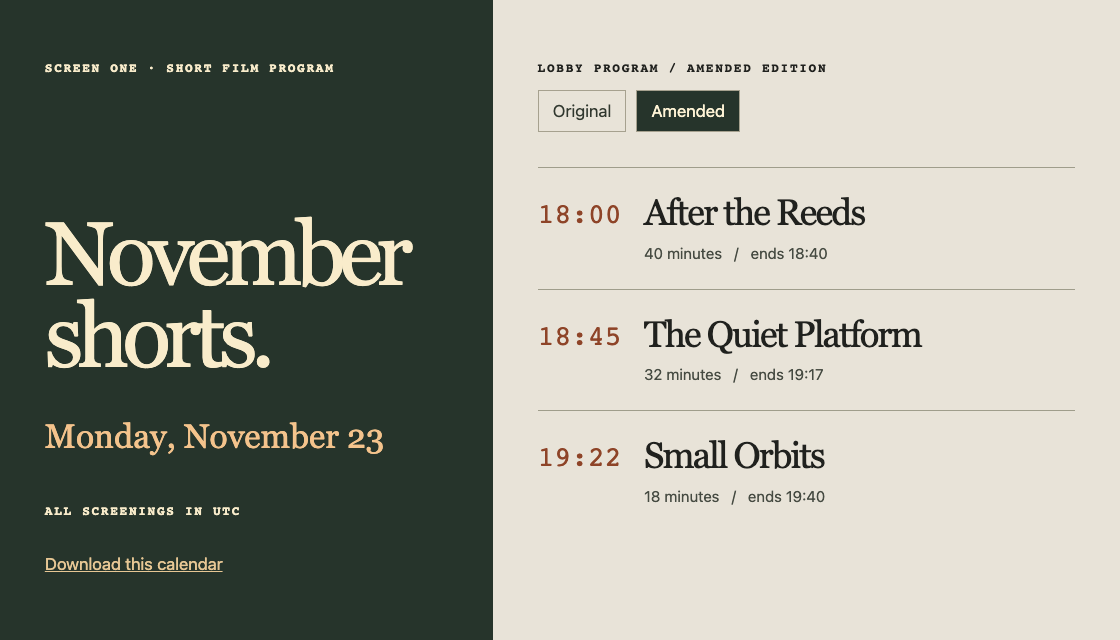 SCREEN ONE · SHORT FILM PROGRAM
November
shorts.
Monday, November 23
ALL SCREENINGS IN UTC
Download this calendar
LOBBY PROGRAM / AMENDED EDITION
Original
Amended
18:00 After the Reeds
40 minutes / ends 18:40
18:45 The Quiet Platform
32 minutes / ends 19:17
19:22 Small Orbits
18 minutes / ends 19:40